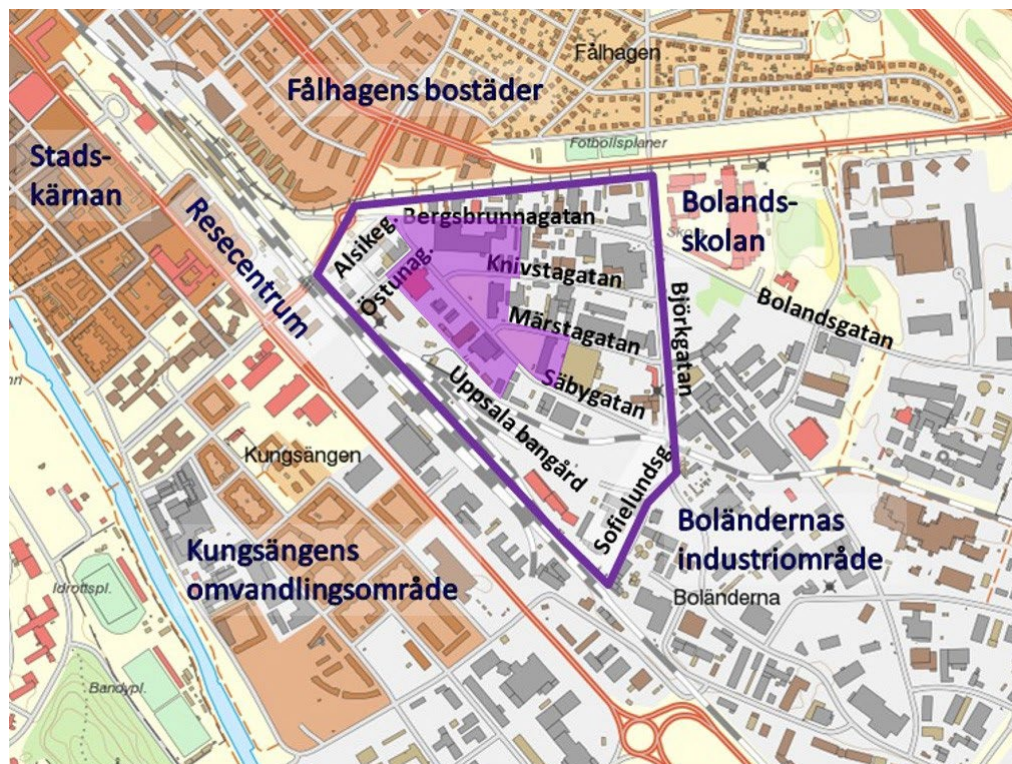 Fålhagen
Fålhagens bostäder
Fotbollsplaner
Stads-
kärnan
Resecentrum
Alsikeg.
Bergsbrunnagatan
Östunag.
Knivstagatan
Märstagatan
Säbygatan
Uppsala bangård
Björkgatan
Bolands-
skolan
Bolandsgatan
Sofielundsg.
Kungsängen
Kungsängens
omvandlingsområde
Boländernas
industriområde
Boländerna
Idrottspl.
Bandypl.